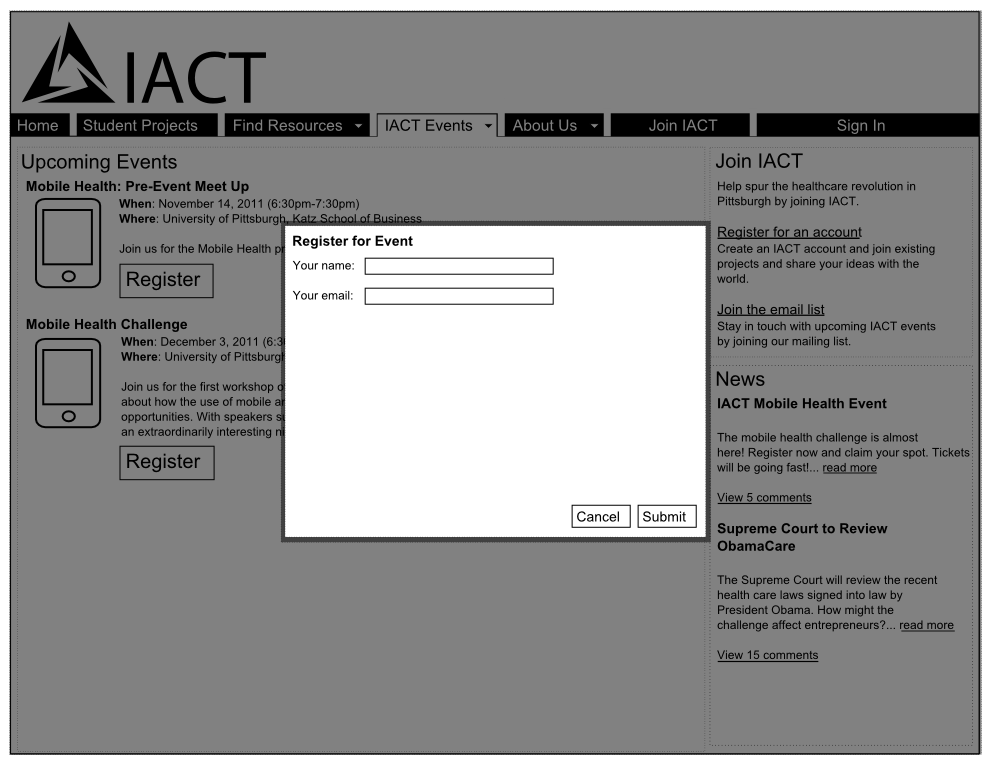 IACT
Home
Student Projects
Find Resources
IACT Events
About Us
Join IACT
Sign In
Upcoming Events
Mobile Health: Pre-Event Meet Up
When: November 14, 2011 (6:30pm-7:30pm)
Where: University of Pittsburgh, Katz School of Business
Join us for the Mobile Health
Register
Mobile Health Challenge
When: December 3, 2011
Where: University of
Join us for the first workshop
about how the use of mobile
opportunities. With speakers
an extraordinarily interesting
Register
Register for Event
Your name:
Your email:
Cancel
Submit
Join IACT
Help spur the healthcare revolution in
Pittsburgh by joining IACT.
Register for an account
Create an IACT account and join existing
projects and share your ideas with the
world.
Join the email list
Stay in touch with upcoming IACT events
by joining our mailing list.
News
IACT Mobile Health Event
The mobile health challenge is almost
here! Register now and claim your spot. Tickets
will be going fast!... read more
View 5 comments
Supreme Court to Review
ObamaCare
The Supreme Court will review the recent
health care laws signed into law by
President Obama. How might the
challenge affect entrepreneurs?... read more
View 15 comments